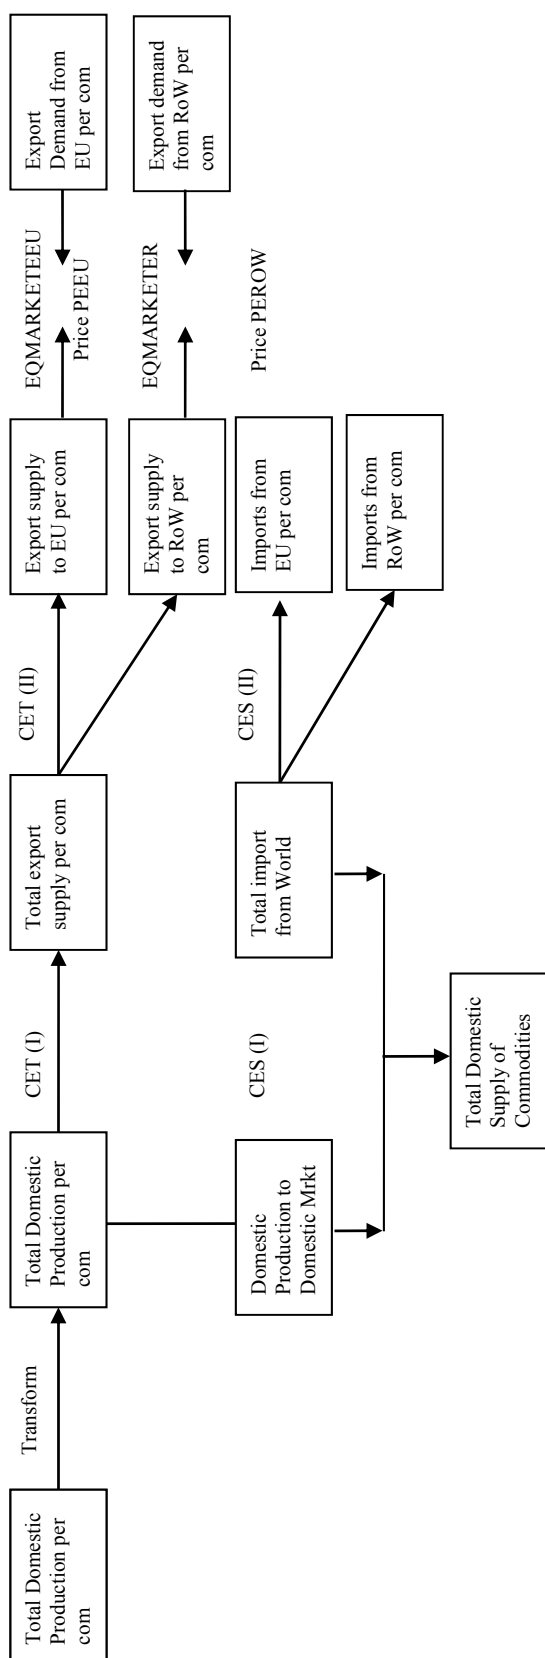 Total Domestic
Production per
com
Transform
Total Domestic
Production per
com
CET (I)
Total export
supply per com
CET (II)
Export supply
to EU per com
EQMARKETEEU
Price PEEU
Export
Demand from
EU per com
Export supply
to RoW per
com
EQMARKETER
Export demand
from RoW per
com
Price PEROW
Domestic
Production to
Domestic Mrkt
CES (I)
Total import
from World
CES (II)
Imports from
EU per com
Imports from
RoW per com
Total Domestic
Supply of
Commodities